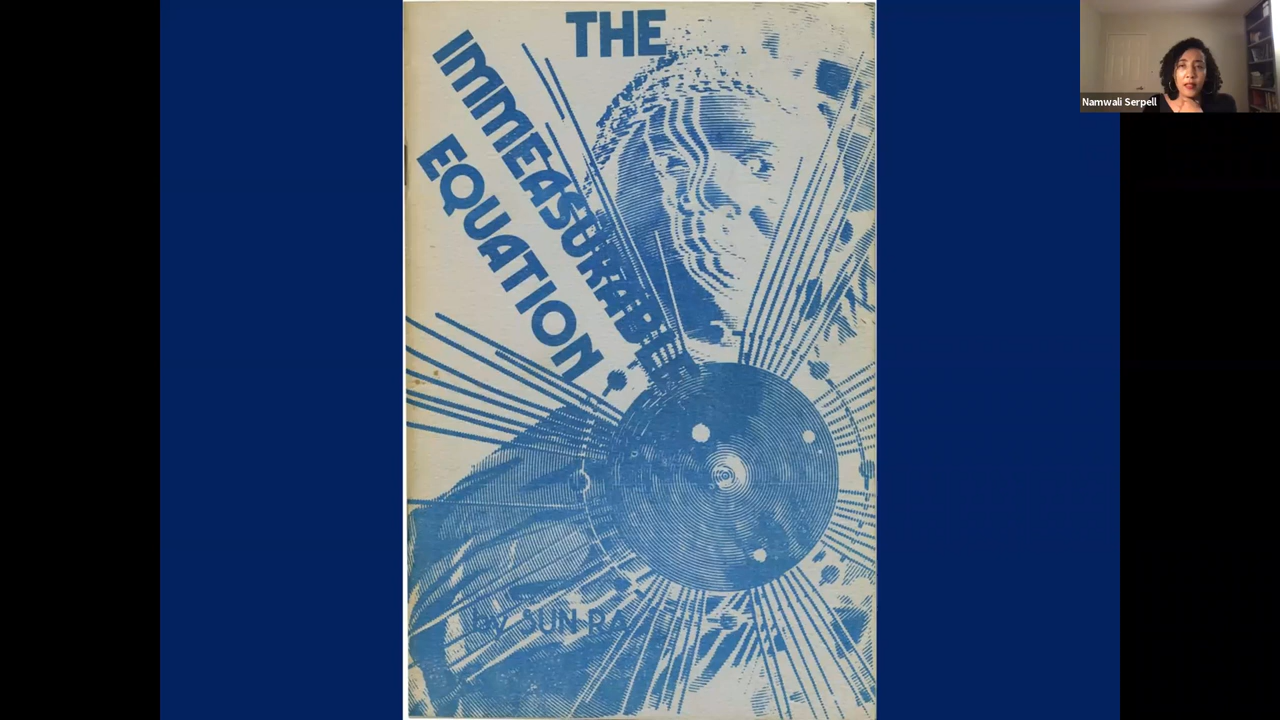 THE
IMMEASURABLE
EQUATION
by SUN RA
Namwali Serpell